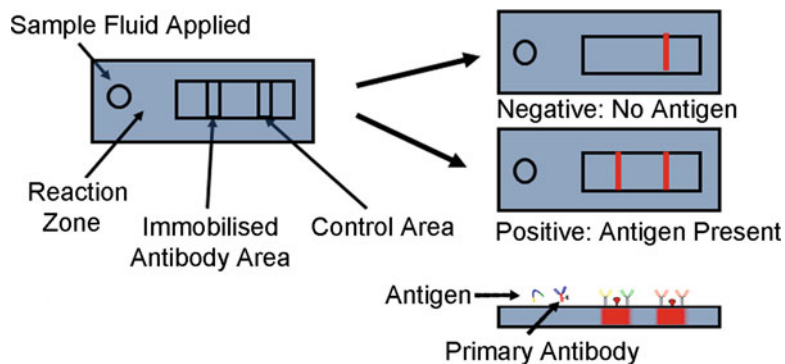 Sample Fluid Applied
Reaction
Zone
Immobilised
Antibody Area
Control Area
Negative: No Antigen
Positive: Antigen Present
Antigen
Primary Antibody